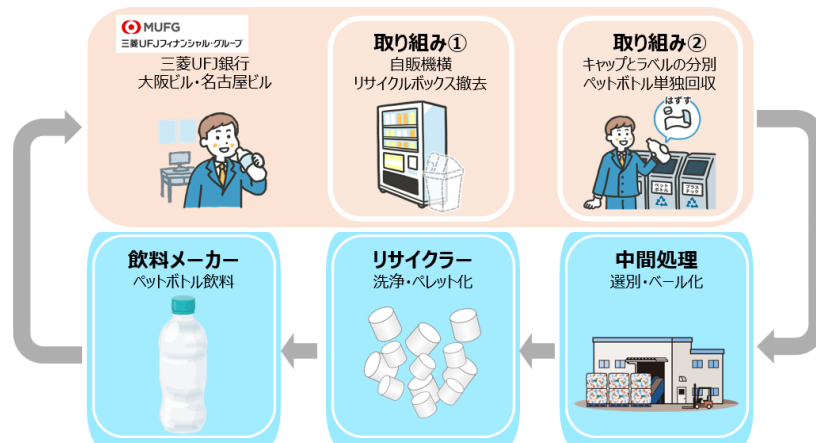 MUFG
三菱UFJフィナンシャル・グループ
三菱UFJ銀行
大阪ビル・名古屋ビル
取り組み①
自販機横
リサイクルボックス撤去
取り組み②
キャップとラベルの分別
ペットボトル単独回収
はずす
ペット
ボトル
プラス
チック
飲料メーカー
ペットボトル飲料
リサイクラー
洗浄・ペレット化
中間処理
選別・ベール化